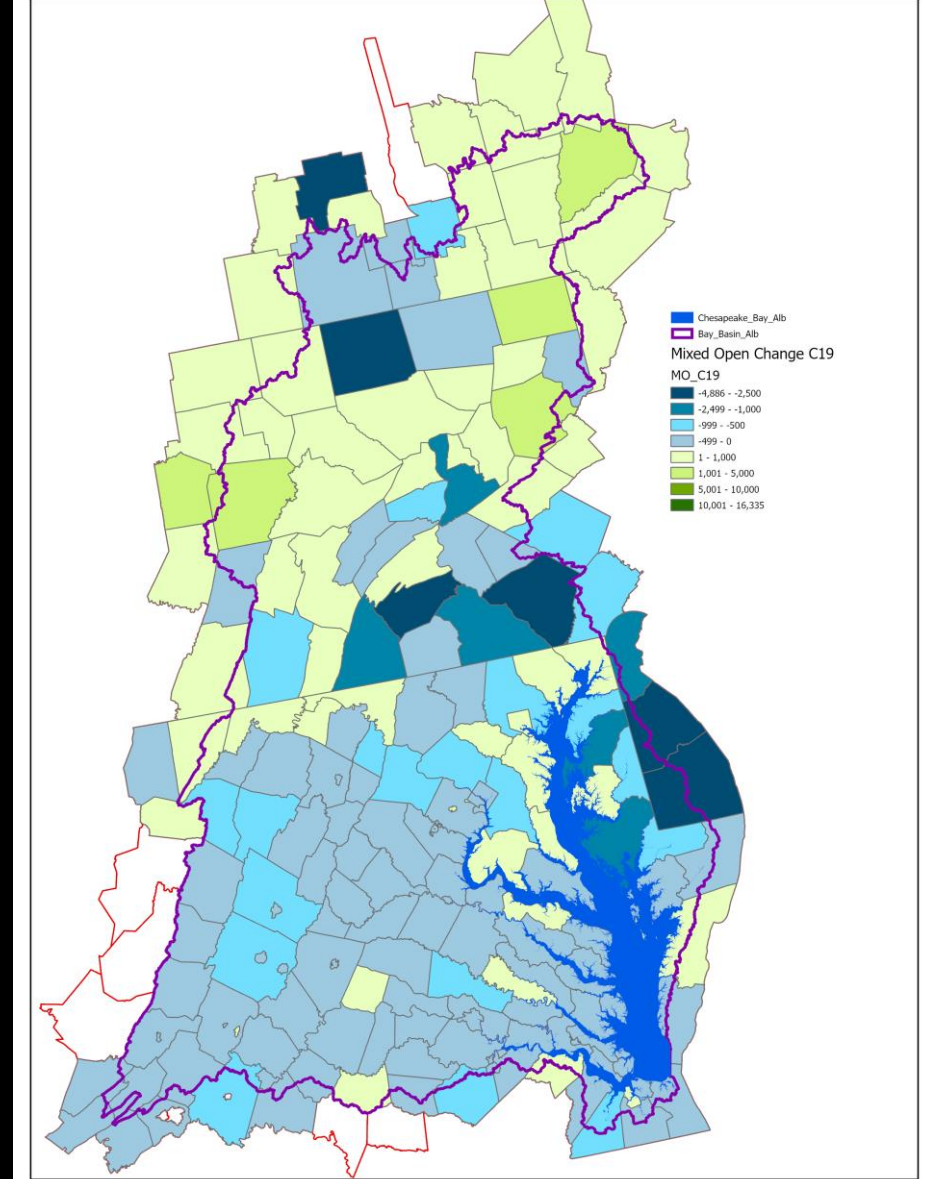 Chesapeake_Bay_Alb
Bay_Basin_Alb
Mixed Open Change C19
MO_C19
-4,886 - -2,500
-2,499 - -1,000
-999 - -500
-499 - 0
1 - 1,000
1,001 - 5,000
5,001 - 10,000
10,001 - 16,335